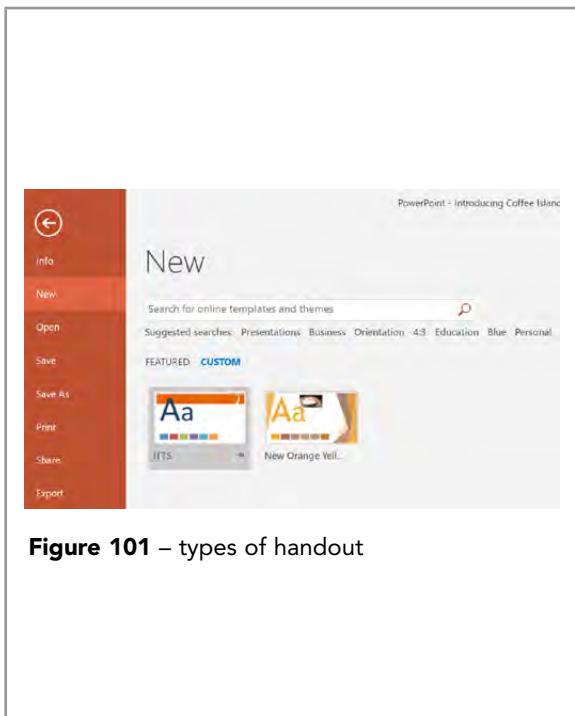 PowerPoint - Introducing Coffee Islan
Info
New
New
Search for online templates and themes
Open
Suggested searches: Presentations Business Orientation 4:3 Education Blue Personal
Save
FEATURED CUSTOM
Save As
Aa
Aa
Print
IITS
New Orange Yell...
Share
Export
Figure 101 – types of handout